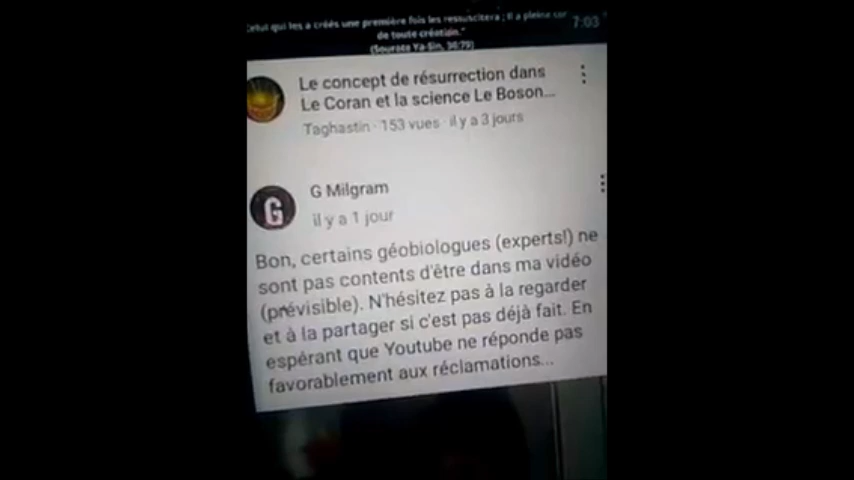 Celui qui les a créés une première fois les ressuscitera ; Il a pleine
de toute création."
(Sourate Ya-Sin, 36:79)
7:03
Le concept de résurrection dans
Le Coran et la science Le Boson...
Taghastin · 153 vues · il y a 3 jours
G
G Milgram
il y a 1 jour
Bon, certains géobiologues (experts!) ne
sont pas contents d'être dans ma vidéo
(prévisible). N'hésitez pas à la regarder
et à la partager si c'est pas déjà fait. En
espérant que Youtube ne réponde pas
favorablement aux réclamations...